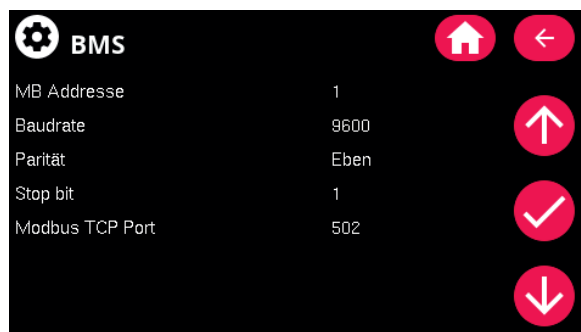 BMS
MB Addresse 1
Baudrate 9600
Parität Eben
Stop bit 1
Modbus TCP Port 502